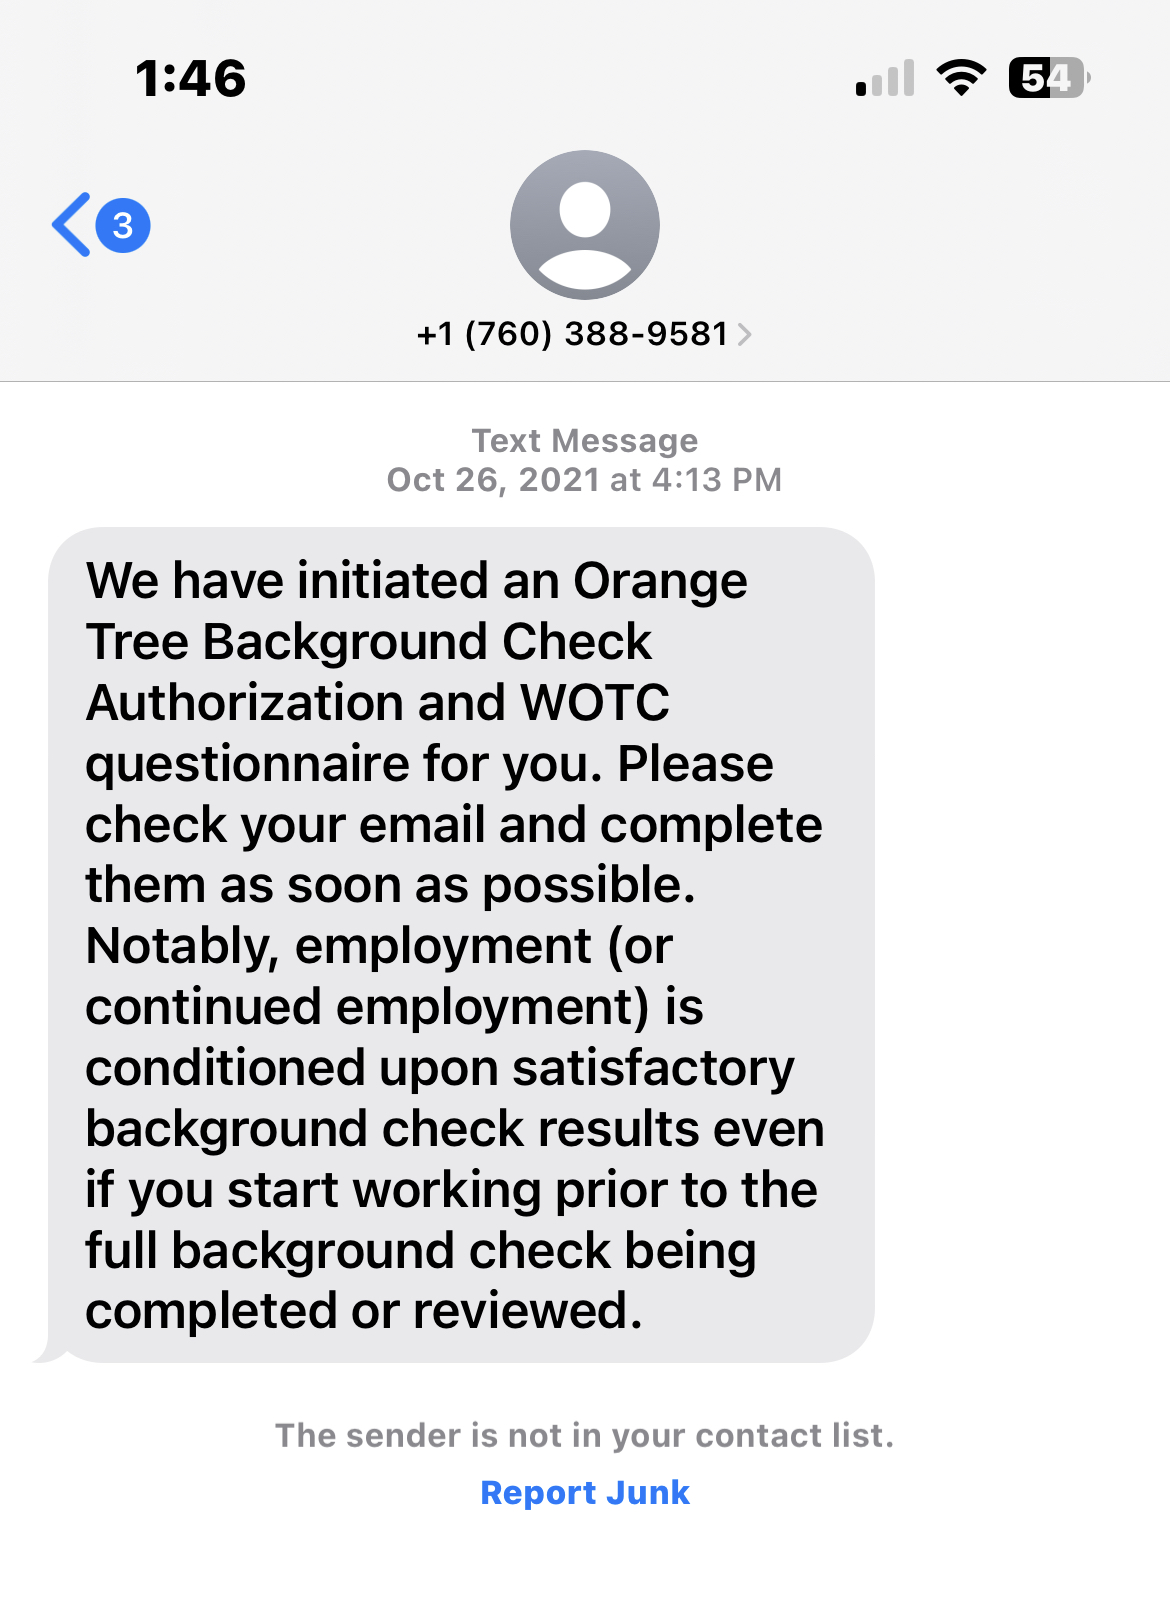 1:46
54
3
+1 (760) 388-9581
Text Message
Oct 26, 2021 at 4:13 PM
We have initiated an Orange
Tree Background Check
Authorization and WOTC
questionnaire for you. Please
check your email and complete
them as soon as possible.
Notably, employment (or
continued employment) is
conditioned upon satisfactory
background check results even
if you start working prior to the
full background check being
completed or reviewed.
The sender is not in your contact list.
Report Junk